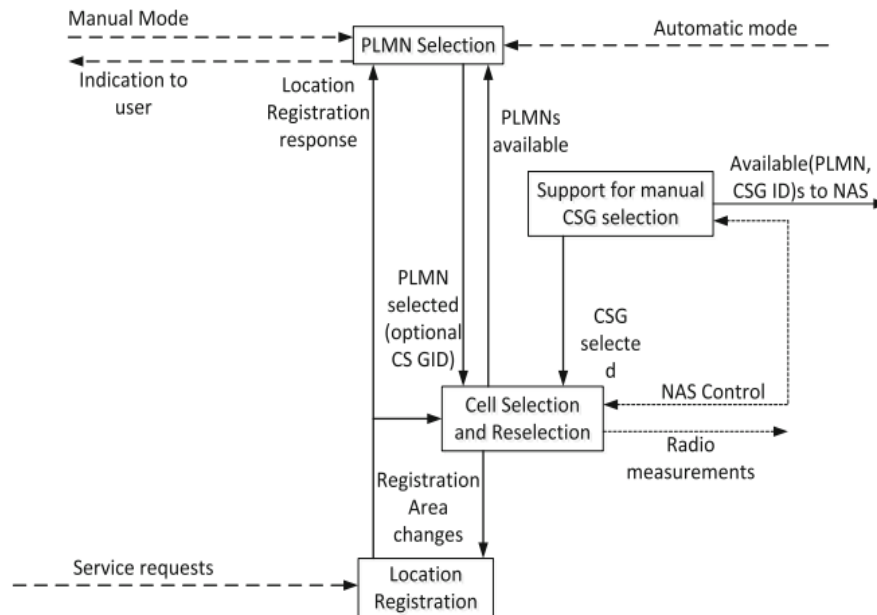 Manual Mode
PLMN Selection
Automatic mode
Indication to
user
Location
Registration
response
PLMNs
available
Available(PLMN,
CSG ID)s to NAS
Support for manual
CSG selection
PLMN
selected
(optional
CS GID)
CSG
selecte
d
NAS Control
Cell Selection
and Reselection
Radio
measurements
Registration
Area
changes
Service requests
Location
Registration